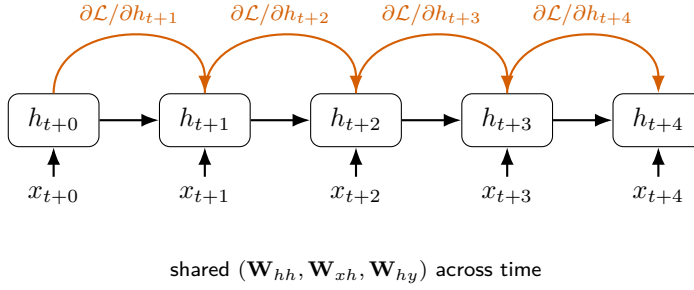 ∂ℒ/∂h_{t+1} ∂ℒ/∂h_{t+2} ∂ℒ/∂h_{t+3} ∂ℒ/∂h_{t+4}
h_{t+0} h_{t+1} h_{t+2} h_{t+3} h_{t+4}
x_{t+0} x_{t+1} x_{t+2} x_{t+3} x_{t+4}
shared (W_{hh}, W_{xh}, W_{hy}) across time